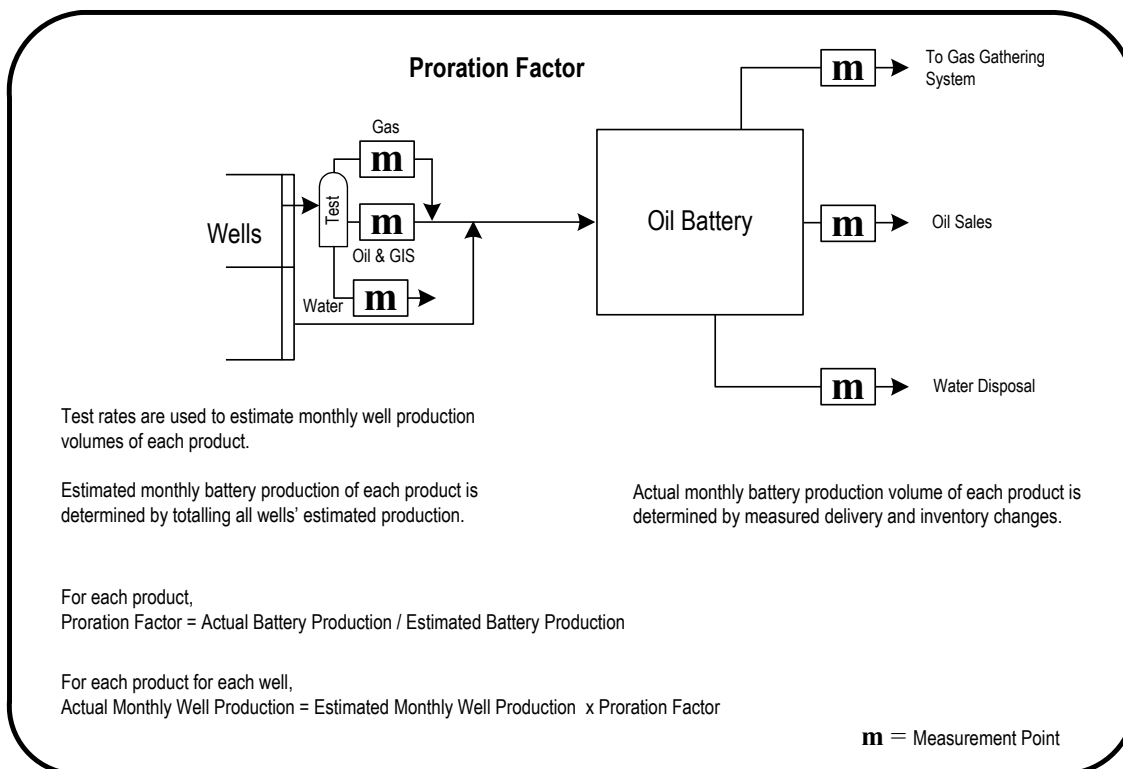 Proration Factor
To Gas Gathering
System
m
Gas
m
Wells
Test
m
Oil & GIS
Water
m
Oil Battery
m
Oil Sales
m
Water Disposal
Test rates are used to estimate monthly well production
volumes of each product.
Estimated monthly battery production of each product is
determined by totalling all wells' estimated production.
Actual monthly battery production volume of each product is
determined by measured delivery and inventory changes.
For each product,
Proration Factor = Actual Battery Production / Estimated Battery Production
For each product for each well,
Actual Monthly Well Production = Estimated Monthly Well Production x Proration Factor
m = Measurement Point